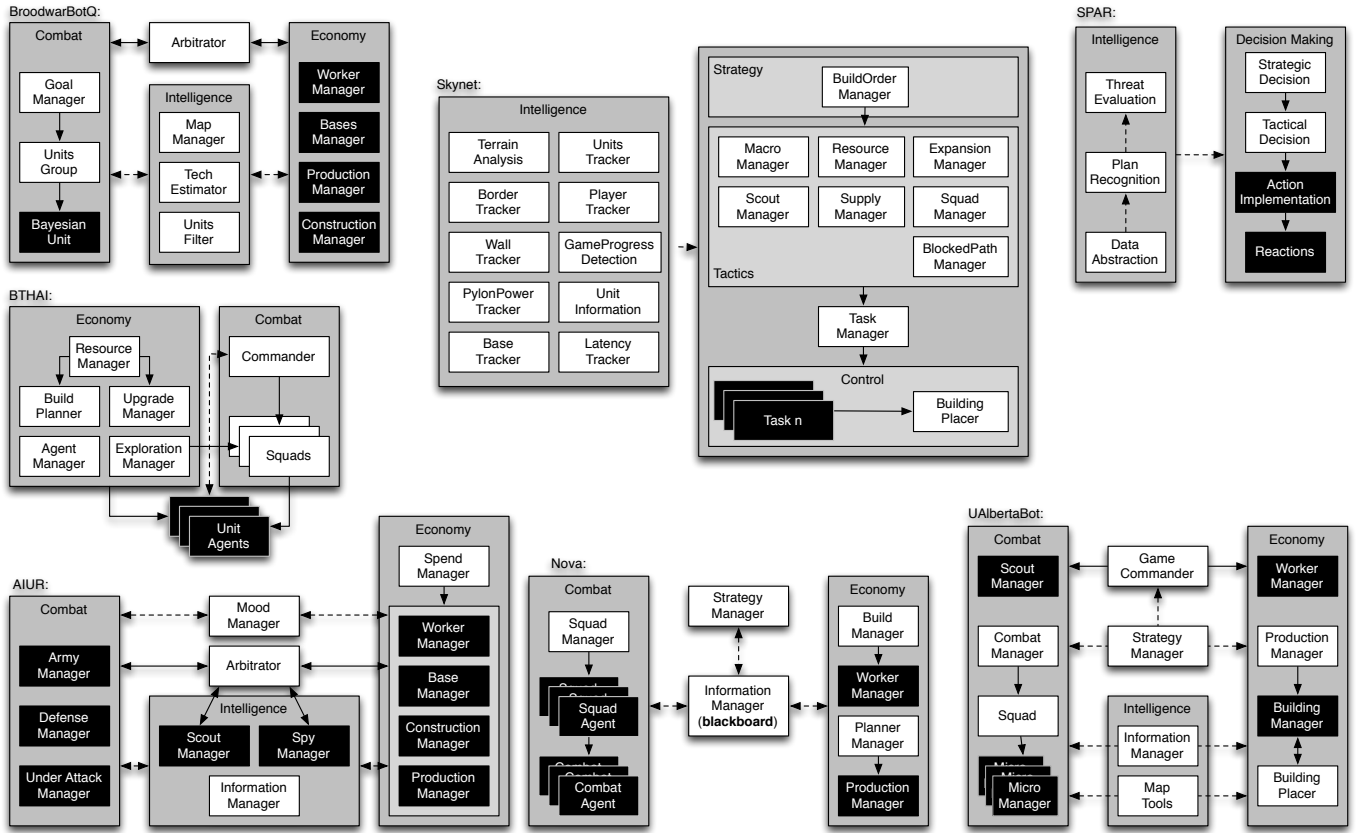 BroodwarBotQ:
Combat
Goal
Manager
Units
Group
Bayesian
Unit
Arbitrator
Intelligence
Map
Manager
Tech
Estimator
Units
Filter
Economy
Worker
Manager
Bases
Manager
Production
Manager
Construction
Manager
Skynet:
Intelligence
Terrain
Analysis
Units
Tracker
Border
Tracker
Player
Tracker
Wall
Tracker
GameProgress
Detection
PylonPower
Tracker
Unit
Information
Base
Tracker
Latency
Tracker
Strategy
BuildOrder
Manager
Macro
Manager
Resource
Manager
Expansion
Manager
Scout
Manager
Supply
Manager
Squad
Manager
BlockedPath
Manager
Tactics
Task
Manager
Control
Task n
Building
Placer
SPAR:
Intelligence
Threat
Evaluation
Plan
Recognition
Data
Abstraction
Decision Making
Strategic
Decision
Tactical
Decision
Action
Implementation
Reactions
BTHAI:
Economy
Resource
Manager
Build
Planner
Upgrade
Manager
Agent
Manager
Exploration
Manager
Combat
Commander
Squads
Unit
Agents
AIUR:
Combat
Army
Manager
Defense
Manager
Under Attack
Manager
Mood
Manager
Arbitrator
Intelligence
Scout
Manager
Spy
Manager
Information
Manager
Economy
Spend
Manager
Worker
Manager
Base
Manager
Construction
Manager
Production
Manager
Nova:
Combat
Squad
Manager
Squad
Agent
Combat
Combat
Agent
Strategy
Manager
Information
Manager
(blackboard)
Economy
Build
Manager
Worker
Manager
Planner
Manager
Production
Manager
UAlbertaBot:
Combat
Scout
Manager
Combat
Manager
Squad
Micro
Micro
Manager
Game
Commander
Strategy
Manager
Intelligence
Information
Manager
Map
Tools
Economy
Worker
Manager
Production
Manager
Building
Manager
Building
Placer